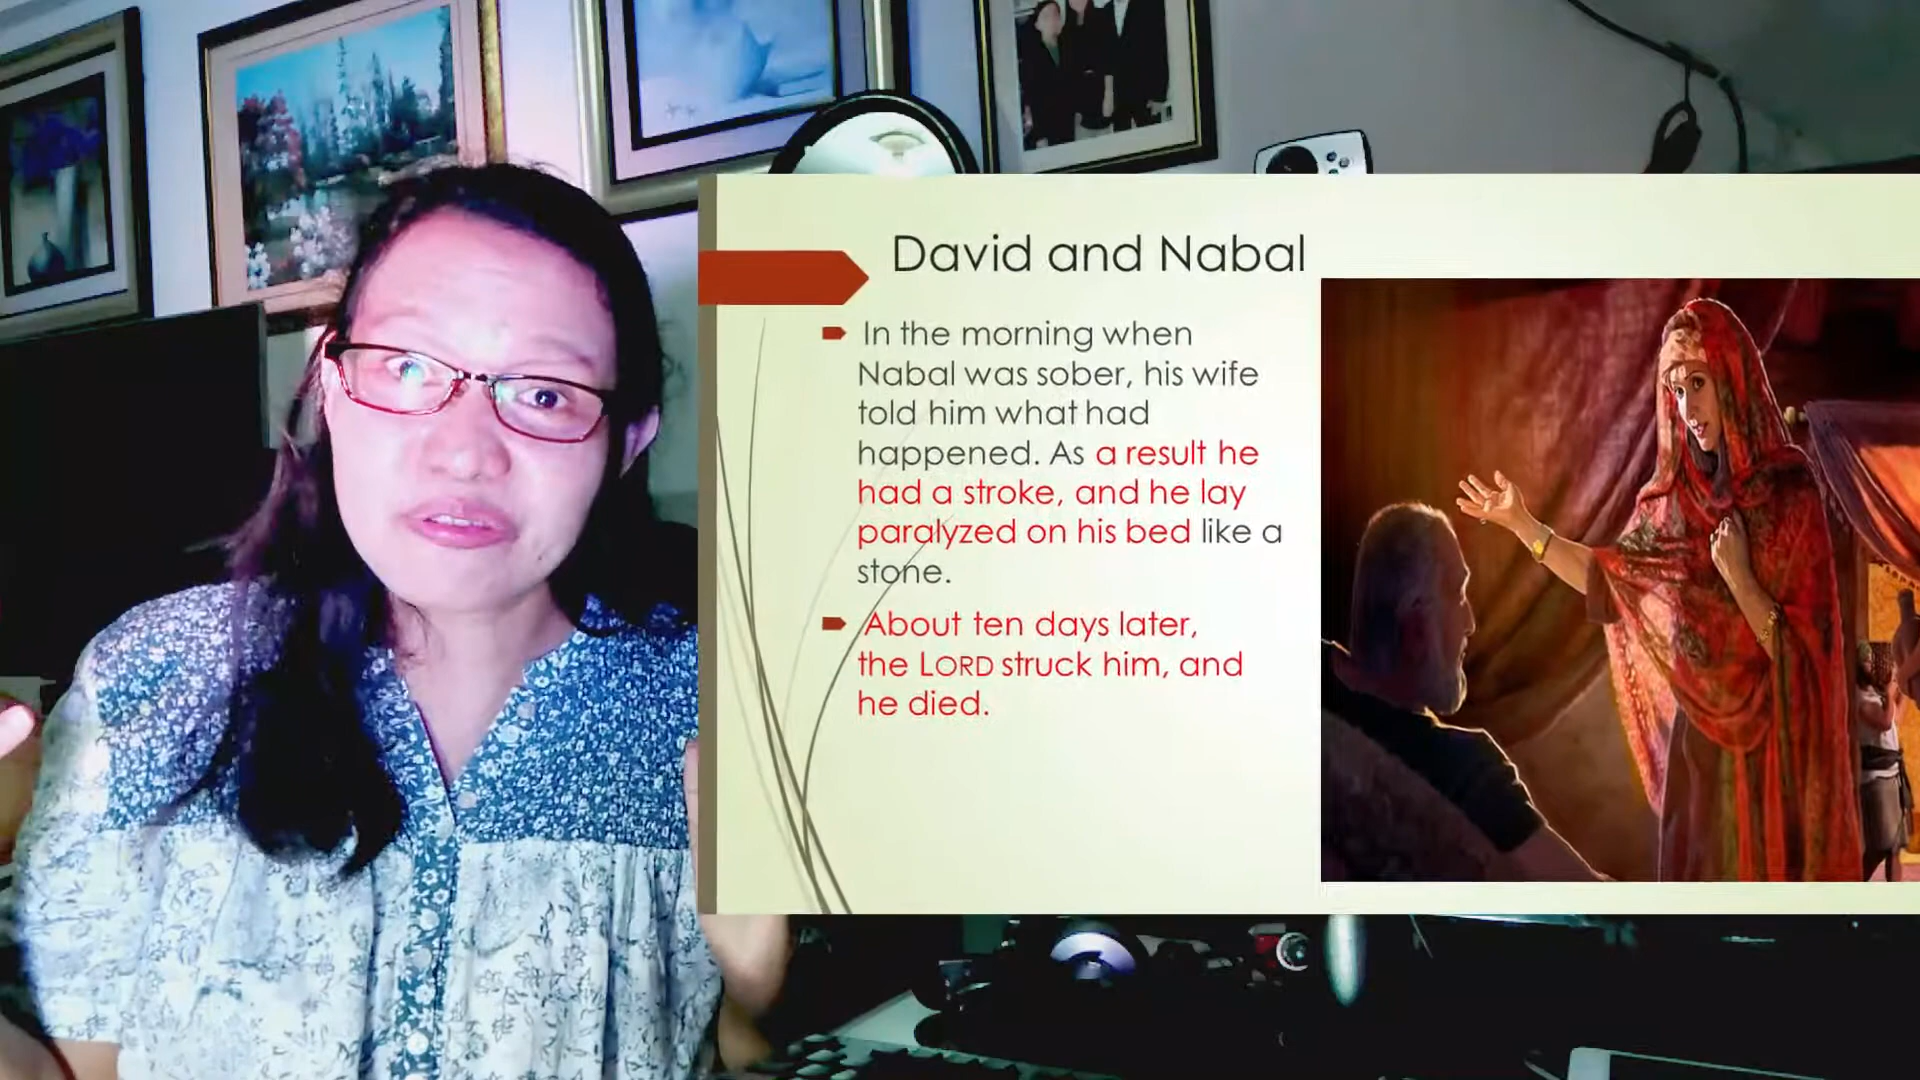 David and Nabal
In the morning when
Nabal was sober, his wife
told him what had
happened. As a result he
had a stroke, and he lay
paralyzed on his bed like a
stone.
About ten days later,
the LORD struck him, and
he died.